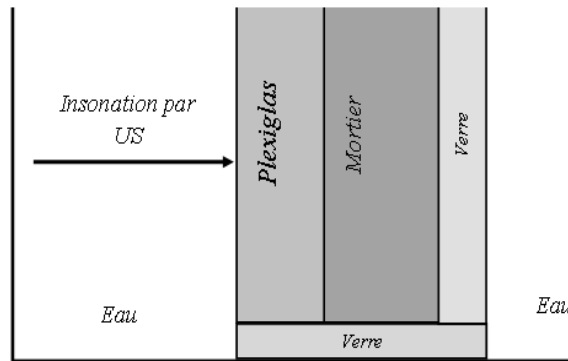 Insonation par
US
Plexiglas
Mortier
Verre
Eau
Eau
Verre